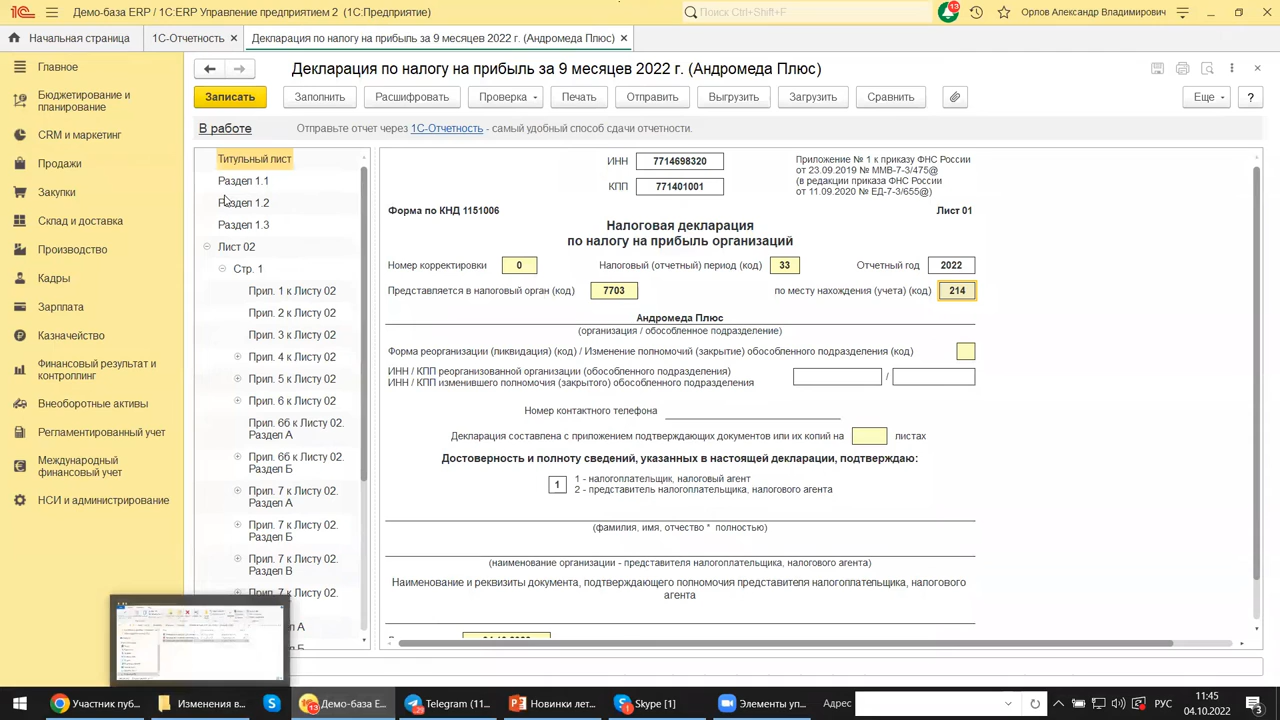 Демо-база ERP / 1С:ERP Управление предприятием 2 (1С:Предприятие)
Поиск Ctrl+Shift+F
13
Орлов Александр Владимирович
Начальная страница
1С-Отчетность
Декларация по налогу на прибыль за 9 месяцев 2022 г. (Андромеда Плюс)
Главное
Бюджетирование и
планирование
CRM и маркетинг
Продажи
Закупки
Склад и доставка
Производство
Кадры
Зарплата
Казначейство
Финансовый результат и
контроллинг
Внеоборотные активы
Регламентированный учет
Международный
финансовый учет
НСИ и администрирование
Декларация по налогу на прибыль за 9 месяцев 2022 г. (Андромеда Плюс)
Записать
Заполнить
Расшифровать
Проверка
Печать
Отправить
Выгрузить
Загрузить
Сравнить
Еще
?
В работе
Отправьте отчет через 1С-Отчетность - самый удобный способ сдачи отчетности.
Титульный лист
Раздел 1.1
Раздел 1.2
Раздел 1.3
Лист 02
Стр. 1
Прил. 1 к Листу 02
Прил. 2 к Листу 02
Прил. 3 к Листу 02
Прил. 4 к Листу 02
Прил. 5 к Листу 02
Прил. 6 к Листу 02
Прил. 6б к Листу 02.
Раздел А
Прил. 6б к Листу 02.
Раздел Б
Прил. 7 к Листу 02.
Раздел А
Прил. 7 к Листу 02.
Раздел Б
Прил. 7 к Листу 02.
Раздел В
Прил. 7 к Листу 02.
ИНН 7714698320
КПП 771401001
Приложение № 1 к приказу ФНС России
от 23.09.2019 № ММВ-7-3/475@
(в редакции приказа ФНС России
от 11.09.2020 № ЕД-7-3/655@)
Форма по КНД 1151006
Лист 01
Налоговая декларация
по налогу на прибыль организаций
Номер корректировки 0 Налоговый (отчетный) период (код) 33 Отчетный год 2022
Представляется в налоговый орган (код) 7703 по месту нахождения (учета) (код) 214
Андромеда Плюс
(организация / обособленное подразделение)
Форма реорганизации (ликвидация) (код) / Изменение полномочий (закрытие) обособленного подразделения (код)
ИНН / КПП реорганизованной организации (обособленного подразделения)
ИНН / КПП изменившего полномочия (закрытого) обособленного подразделения
/
Номер контактного телефона
Декларация составлена с приложением подтверждающих документов или их копий на листах
Достоверность и полноту сведений, указанных в настоящей декларации, подтверждаю:
1
1 - налогоплательщик, налоговый агент
2 - представитель налогоплательщика, налогового агента
(фамилия, имя, отчество * полностью)
(наименование организации - представителя налогоплательщика, налогового агента)
Наименование и реквизиты документа, подтверждающего полномочия представителя налогоплательщика, налогового
агента
Участник пуб...
Изменения в...
13
Демо-база E...
Telegram (11...
Новинки лет...
Skype [1]
Элементы уп...
Адрес
РУС
11:45
04.10.2022